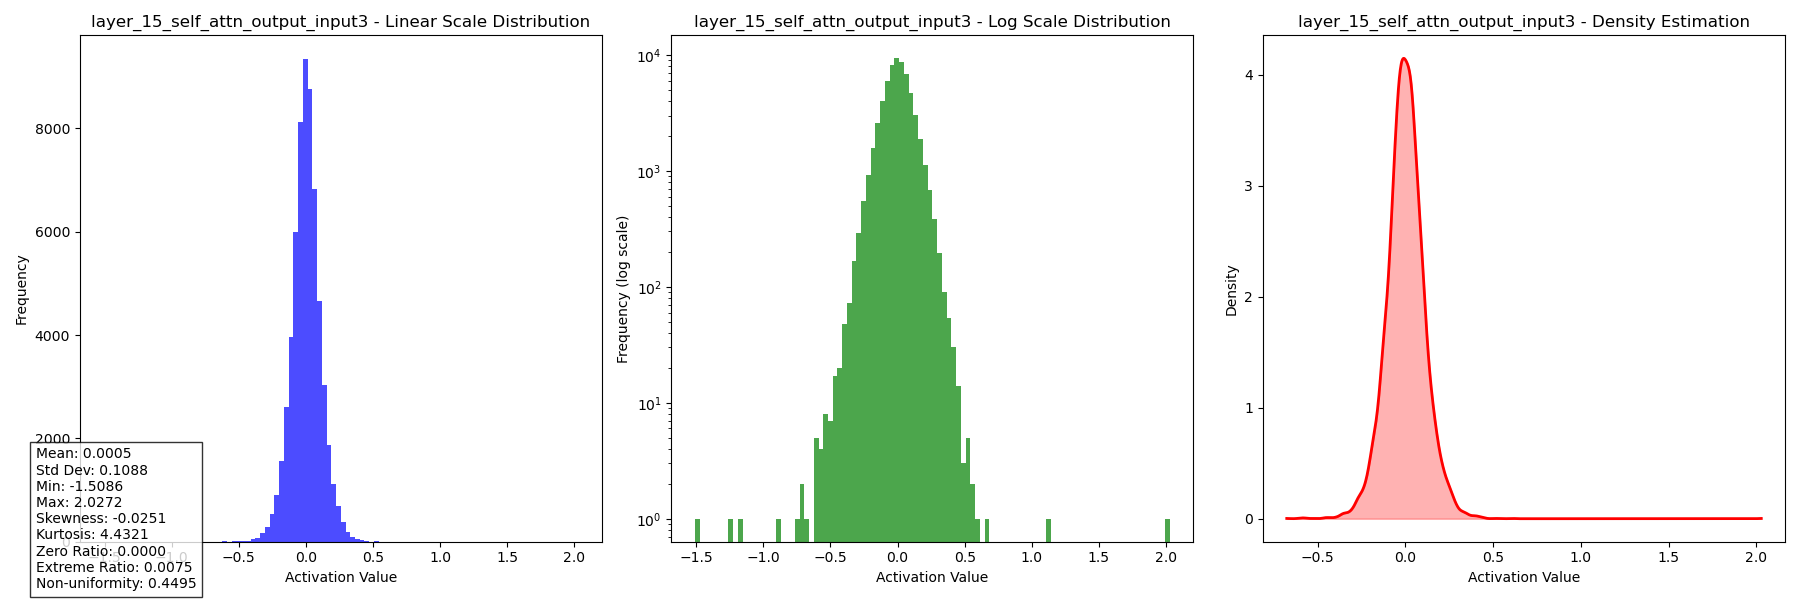 layer_15_self_attn_output_input3 - Linear Scale Distribution
Frequency
8000
6000
4000
2000
0
−1.5
−1.0
−0.5
0.0
0.5
1.0
1.5
2.0
Activation Value
Mean: 0.0005
Std Dev: 0.1088
Min: -1.5086
Max: 2.0272
Skewness: -0.0251
Kurtosis: 4.4321
Zero Ratio: 0.0000
Extreme Ratio: 0.0075
Non-uniformity: 0.4495
layer_15_self_attn_output_input3 - Log Scale Distribution
Frequency (log scale)
10⁴
10³
10²
10¹
10⁰
−1.5
−1.0
−0.5
0.0
0.5
1.0
1.5
2.0
Activation Value
layer_15_self_attn_output_input3 - Density Estimation
Density
4
3
2
1
0
−0.5
0.0
0.5
1.0
1.5
2.0
Activation Value